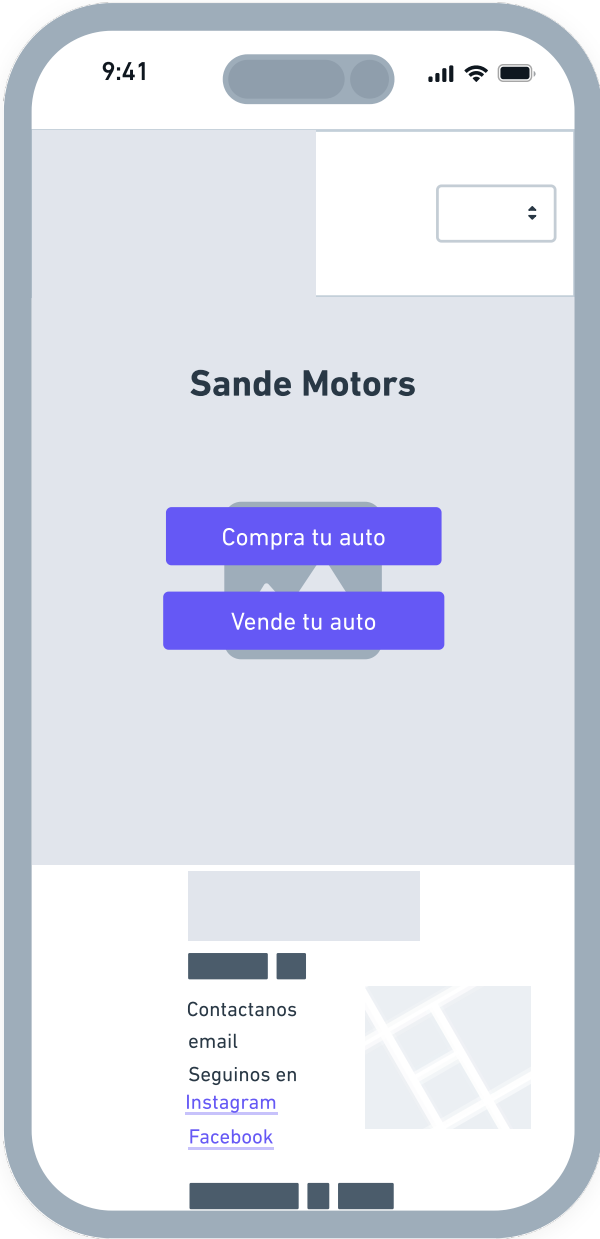 9:41
Sande Motors
Compra tu auto
Vende tu auto
Contactanos
email
Seguinos en
Instagram
Facebook